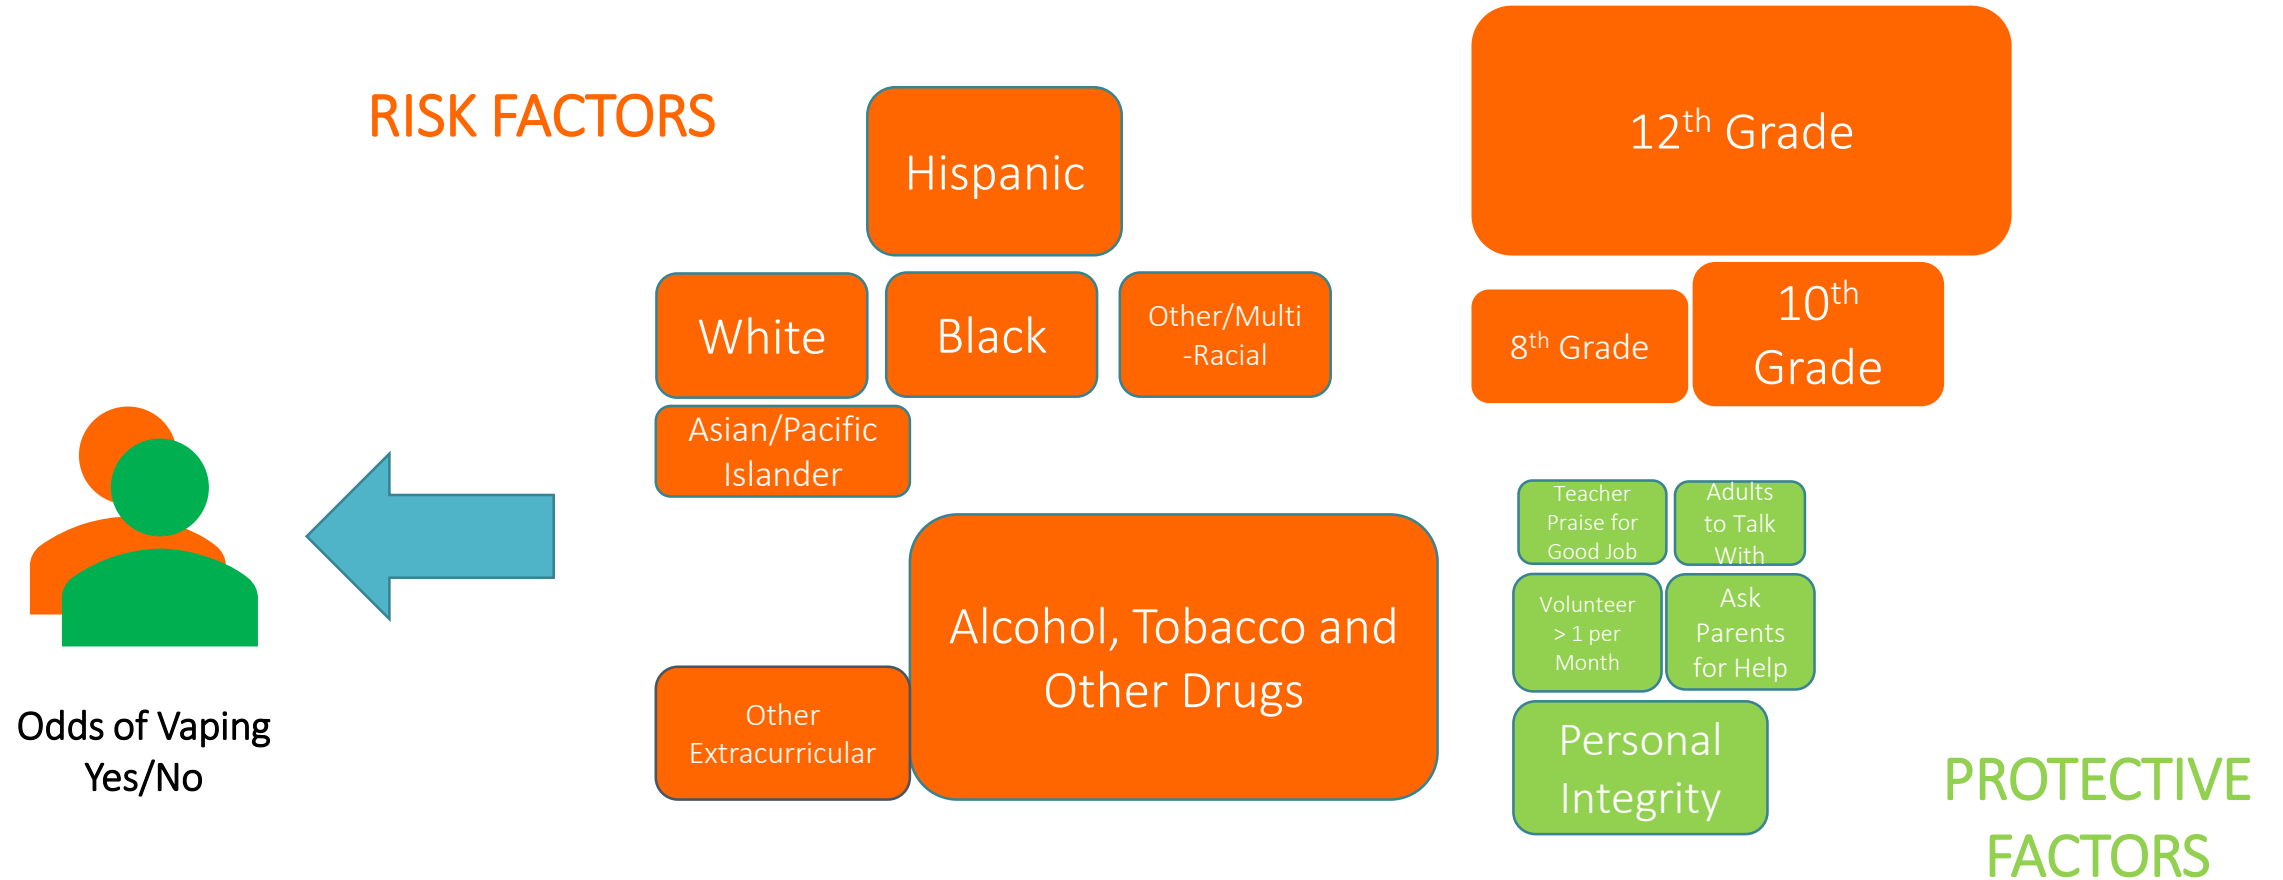 RISK FACTORS
Hispanic
White
Black
Other/Multi
-Racial
Asian/Pacific
Islander
12th Grade
8th Grade
10th
Grade
Odds of Vaping
Yes/No
Other
Extracurricular
Alcohol, Tobacco and
Other Drugs
Teacher
Praise for
Good Job
Adults
to Talk
With
Volunteer
> 1 per
Month
Ask
Parents
for Help
Personal
Integrity
PROTECTIVE
FACTORS